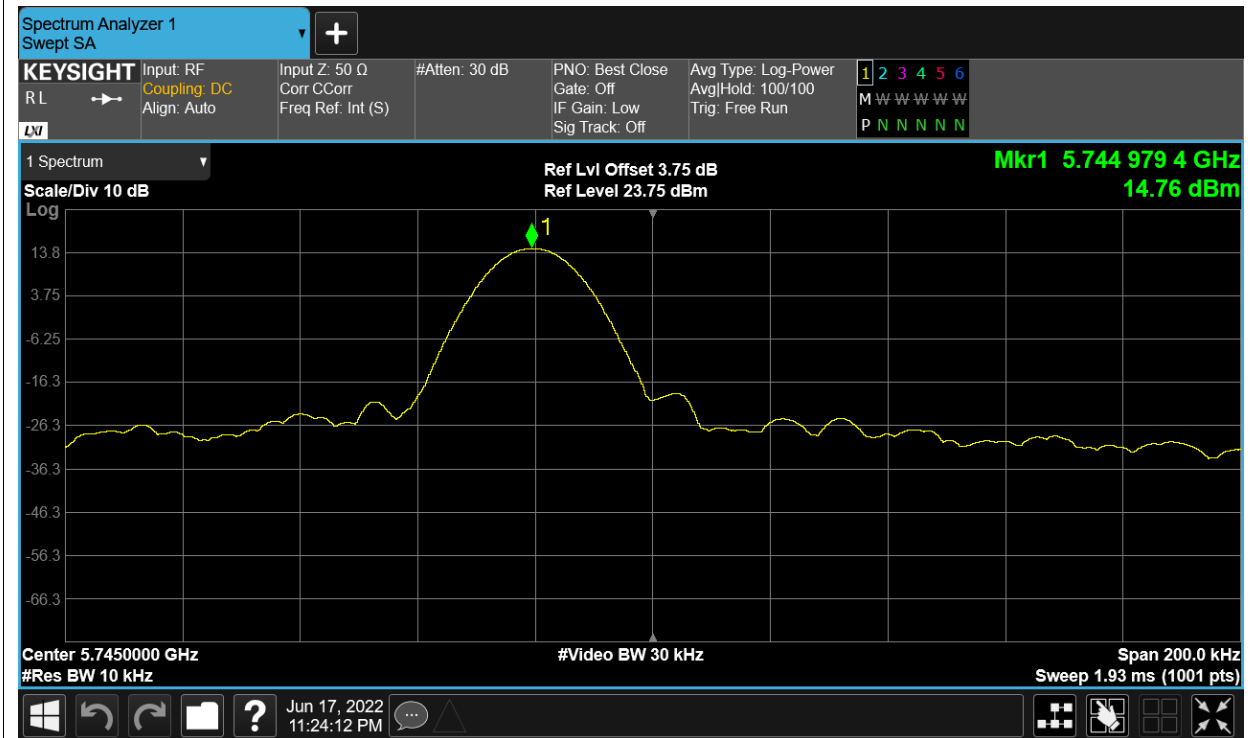 Spectrum Analyzer 1
Swept SA
KEYSIGHT
R L
LXI
Input: RF
Coupling: DC
Align: Auto
Input Z: 50 Ω
Corr CCorr
Freq Ref: Int (S)
#Atten: 30 dB
PNO: Best Close
Gate: Off
IF Gain: Low
Sig Track: Off
Avg Type: Log-Power
Avg|Hold: 100/100
Trig: Free Run
1 2 3 4 5 6
M W W W W W
P N N N N N
1 Spectrum
Scale/Div 10 dB
Log
Ref Lvl Offset 3.75 dB
Ref Level 23.75 dBm
Mkr1 5.744 979 4 GHz
14.76 dBm
1
13.8
3.75
-6.25
-16.3
-26.3
-36.3
-46.3
-56.3
-66.3
Center 5.7450000 GHz
#Res BW 10 kHz
#Video BW 30 kHz
Span 200.0 kHz
Sweep 1.93 ms (1001 pts)
?
Jun 17, 2022
11:24:12 PM